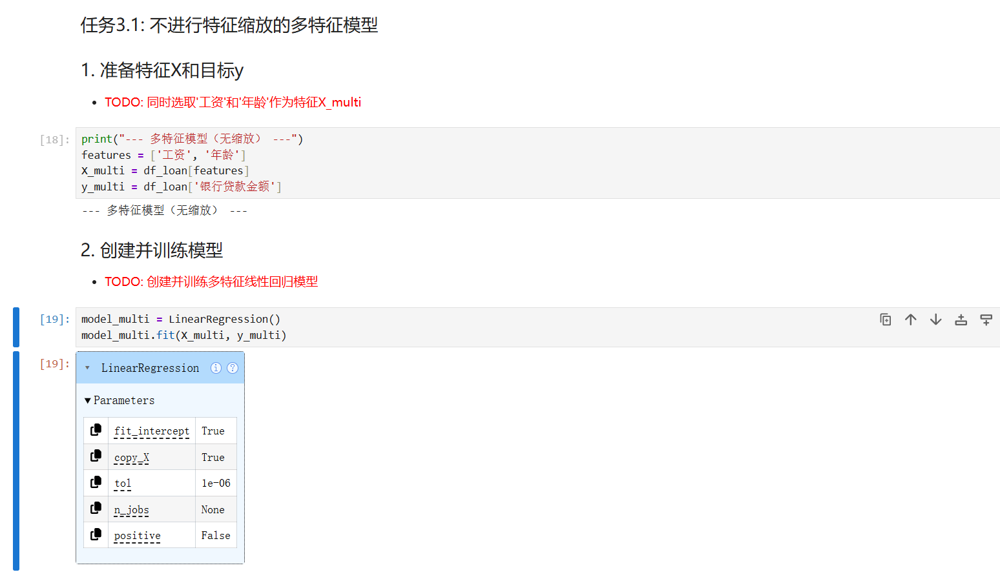 任务3.1: 不进行特征缩放的多特征模型
1. 准备特征X和目标y
• TODO: 同时选取'工资'和'年龄'作为特征X_multi
[18]:
print("--- 多特征模型（无缩放） ---")
features = ['工资', '年龄']
X_multi = df_loan[features]
y_multi = df_loan['银行贷款金额']
--- 多特征模型（无缩放） ---
2. 创建并训练模型
• TODO: 创建并训练多特征线性回归模型
[19]:
model_multi = LinearRegression()
model_multi.fit(X_multi, y_multi)
[19]:
▾ LinearRegression i ?
▼Parameters
fit_intercept True
copy_X True
tol 1e-06
n_jobs None
positive False